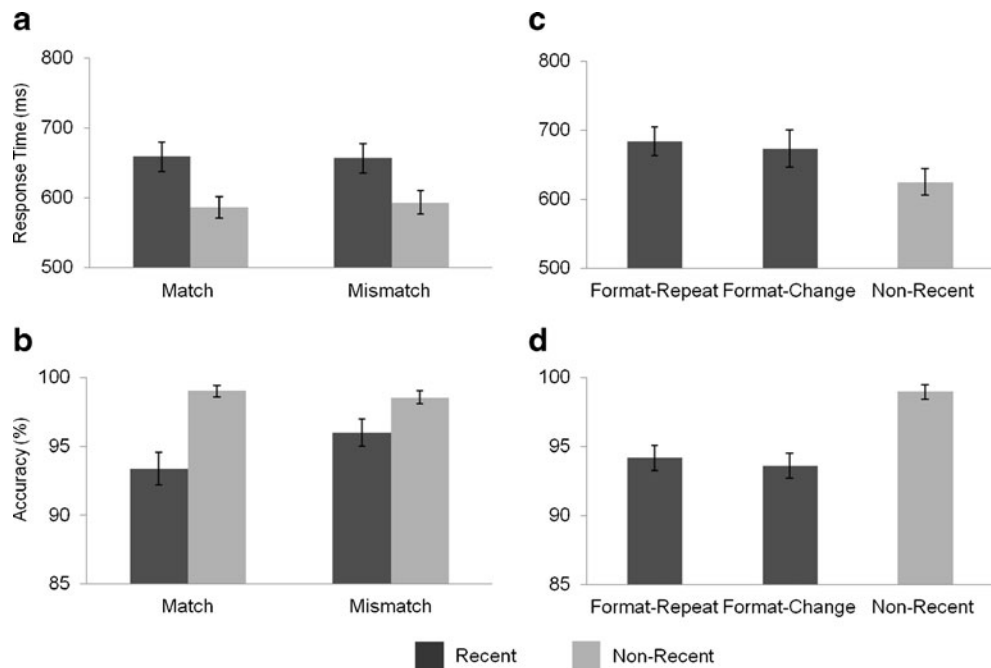 a
Response Time (ms)
800
700
600
500
Match
Mismatch
c
800
700
600
500
Format-Repeat Format-Change Non-Recent
b
Accuracy (%)
100
95
90
85
Match
Mismatch
d
100
95
90
85
Format-Repeat Format-Change Non-Recent
Recent
Non-Recent